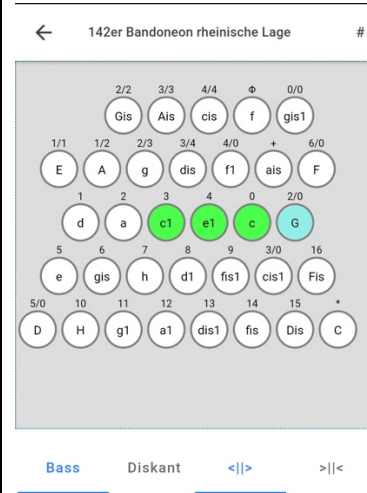 ← 142er Bandoneon rheinische Lage #
2/2 3/3 4/4 Φ 0/0
Gis Ais cis f gis1
1/1 1/2 2/3 3/4 4/0 + 6/0
E A g dis f1 ais F
1 2 3 4 0 2/0
d a c1 e1 c G
5 6 7 8 9 3/0 16
e gis h d1 fis1 cis1 Fis
5/0 10 11 12 13 14 15 *
D H g1 a1 dis1 fis Dis C
Bass Diskant <||> >||<